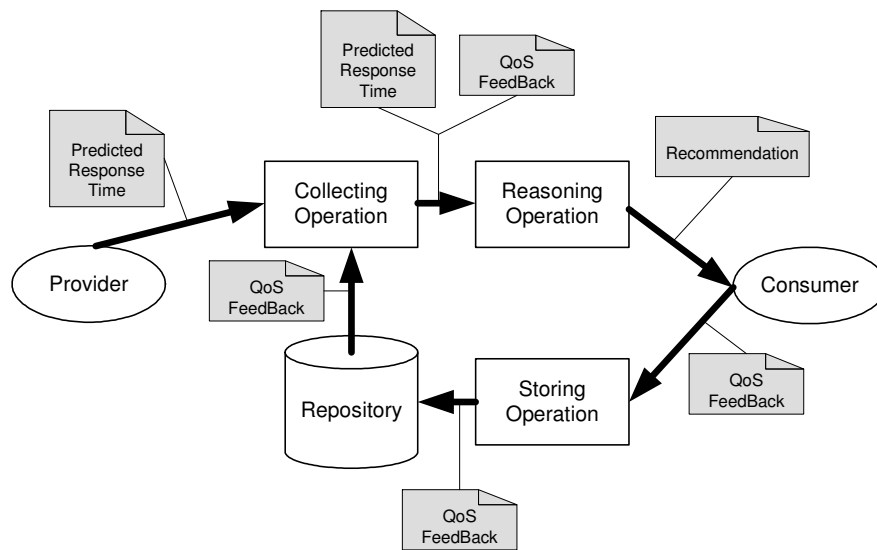 Predicted
Response
Time
QoS
FeedBack
Predicted
Response
Time
Recommendation
Collecting
Operation
Reasoning
Operation
Provider
QoS
FeedBack
Consumer
Repository
Storing
Operation
QoS
FeedBack
QoS
FeedBack